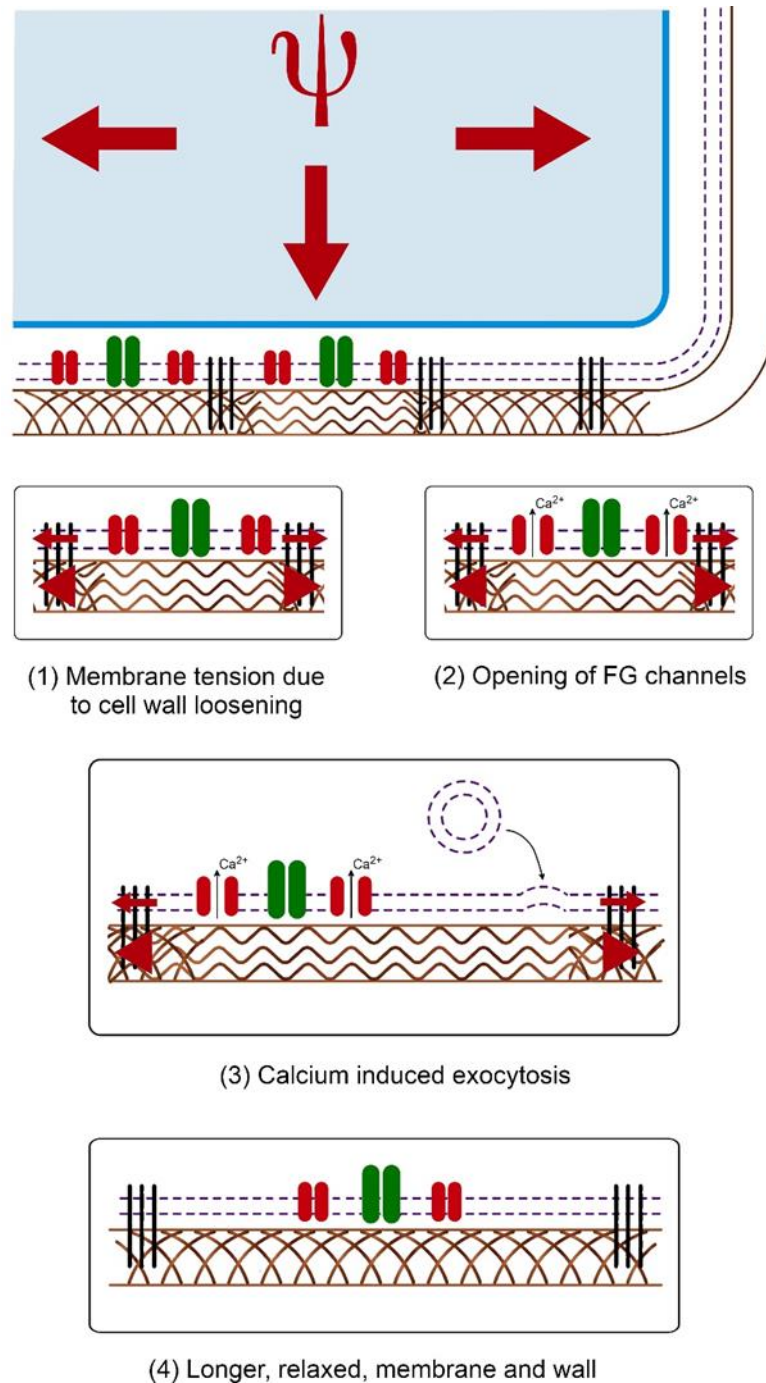 ψ
Ca²⁺ Ca²⁺
(1) Membrane tension due
to cell wall loosening
(2) Opening of FG channels
Ca²⁺ Ca²⁺
(3) Calcium induced exocytosis
(4) Longer, relaxed, membrane and wall